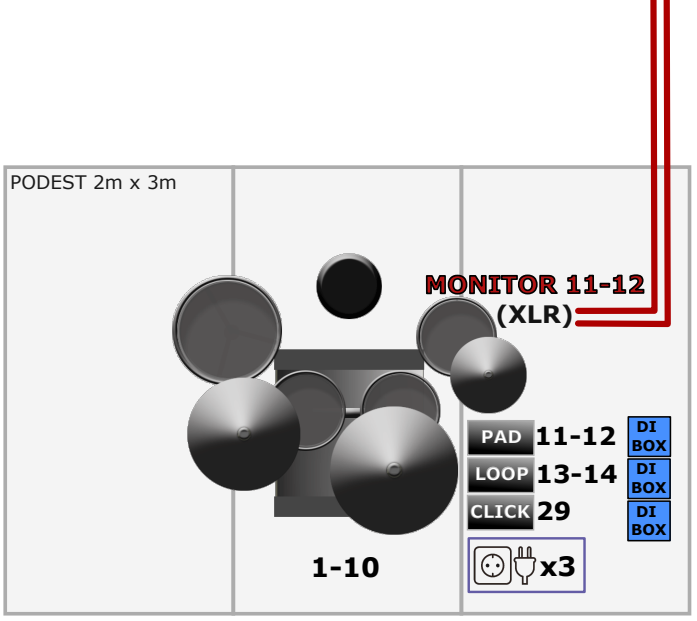 PODEST 2m x 3m
MONITOR 11-12
(XLR)
PAD 11-12 DI
BOX
LOOP 13-14 DI
BOX
CLICK 29 DI
BOX
1-10
x3